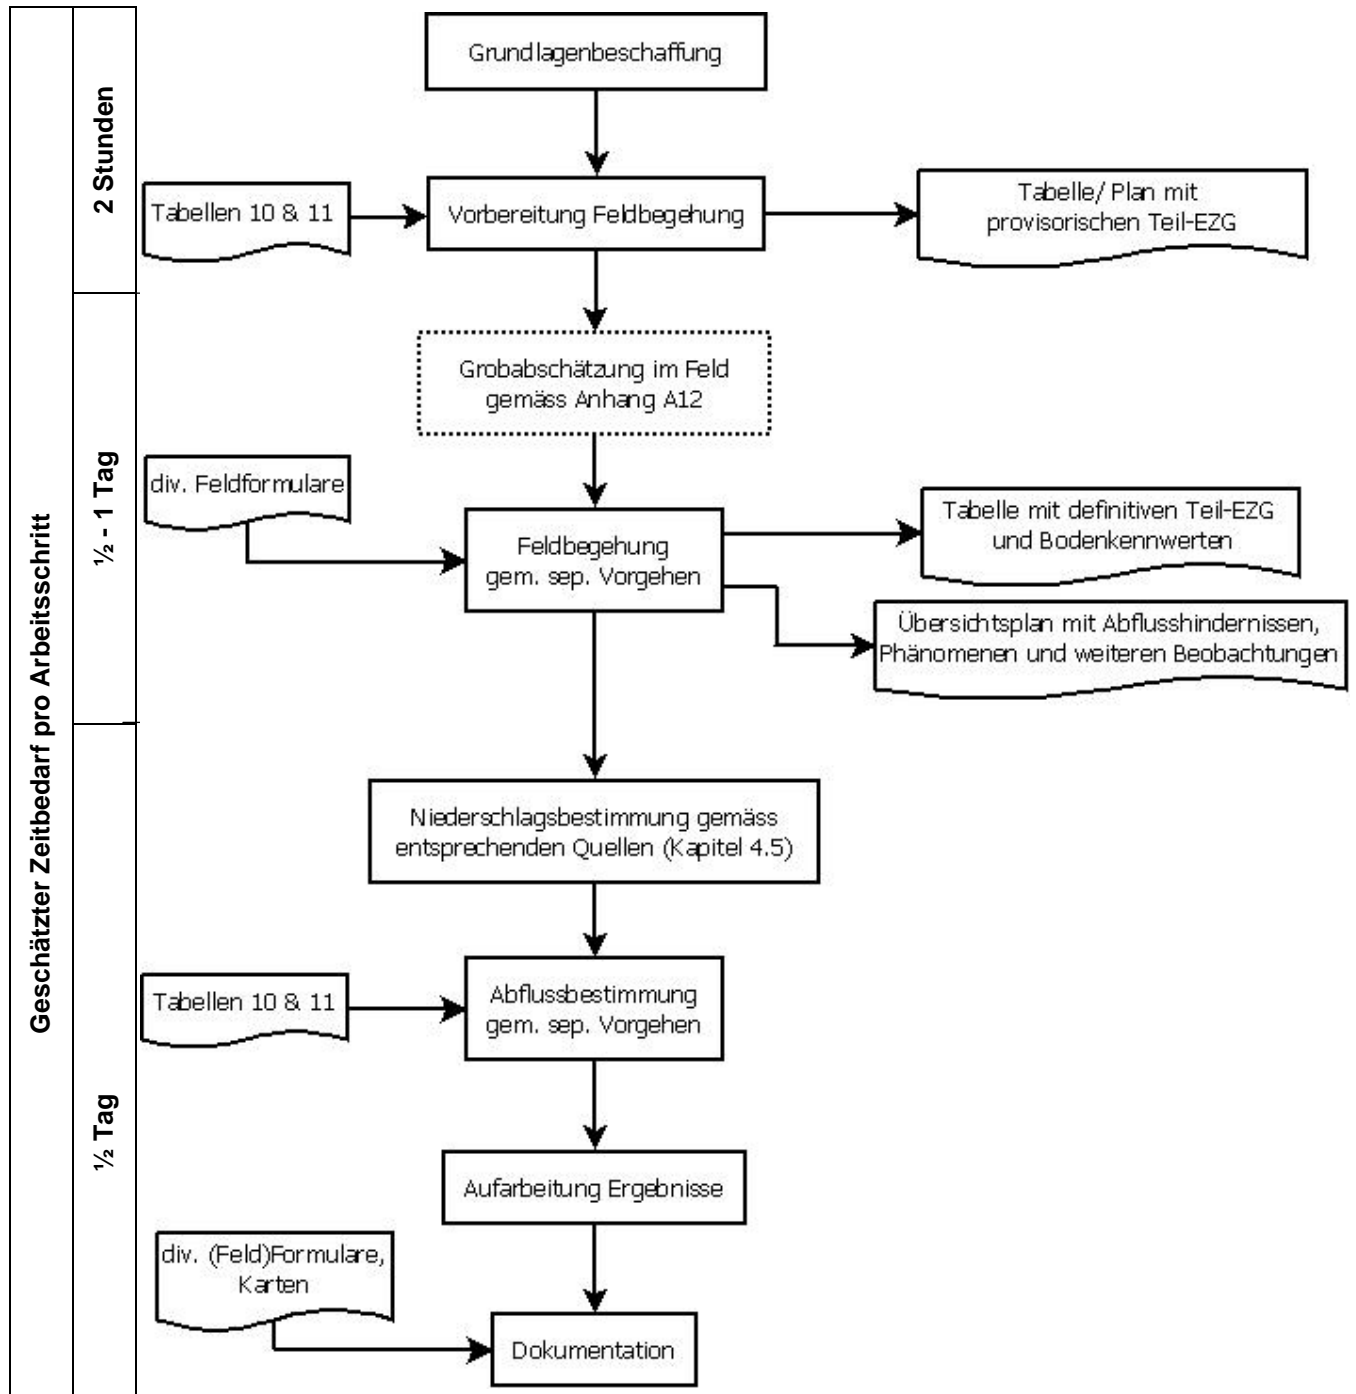 Geschätzter Zeitbedarf pro Arbeitsschritt
2 Stunden
Grundlagenbeschaffung
Tabellen 10 & 11
Vorbereitung Feldbegehung
Tabelle/ Plan mit
provisorischen Teil-EZG
½ - 1 Tag
Grobabschätzung im Feld
gemäss Anhang A12
div. Feldformulare
Feldbegehung
gem. sep. Vorgehen
Tabelle mit definitiven Teil-EZG
und Bodenkennwerten
Übersichtsplan mit Abflusshindernissen,
Phänomenen und weiteren Beobachtungen
½ Tag
Niederschlagsbestimmung gemäss
entsprechenden Quellen (Kapitel 4.5)
Tabellen 10 & 11
Abflussbestimmung
gem. sep. Vorgehen
Aufarbeitung Ergebnisse
div. (Feld)Formulare,
Karten
Dokumentation